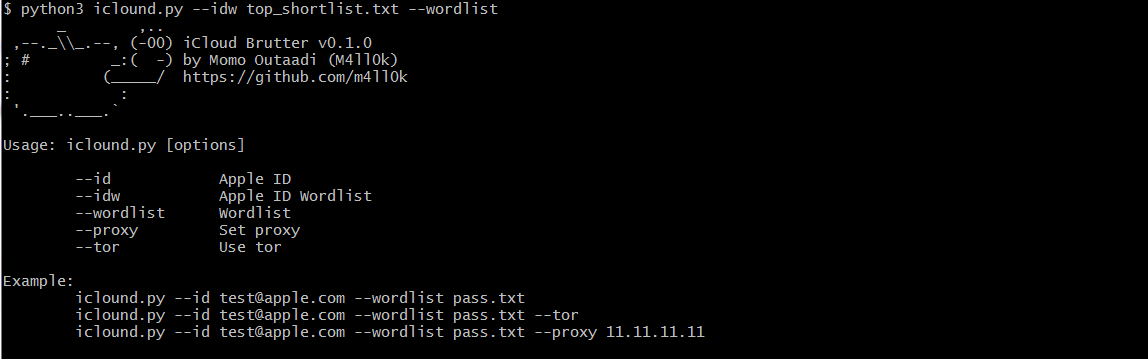 $ python3 iclound.py --idw top_shortlist.txt --wordlist
         _           ,..
 ,--._\\_.--, (-00) iCloud Brutter v0.1.0
; #         _:(  -) by Momo Outaadi (M4ll0k)
:          (_____/  https://github.com/m4ll0k
:            :
 '.___..___.`
Usage: iclound.py [options]
        --id            Apple ID
        --idw           Apple ID Wordlist
        --wordlist      Wordlist
        --proxy         Set proxy
        --tor           Use tor
Example:
        iclound.py --id test@apple.com --wordlist pass.txt
        iclound.py --id test@apple.com --wordlist pass.txt --tor
        iclound.py --id test@apple.com --wordlist pass.txt --proxy 11.11.11.11